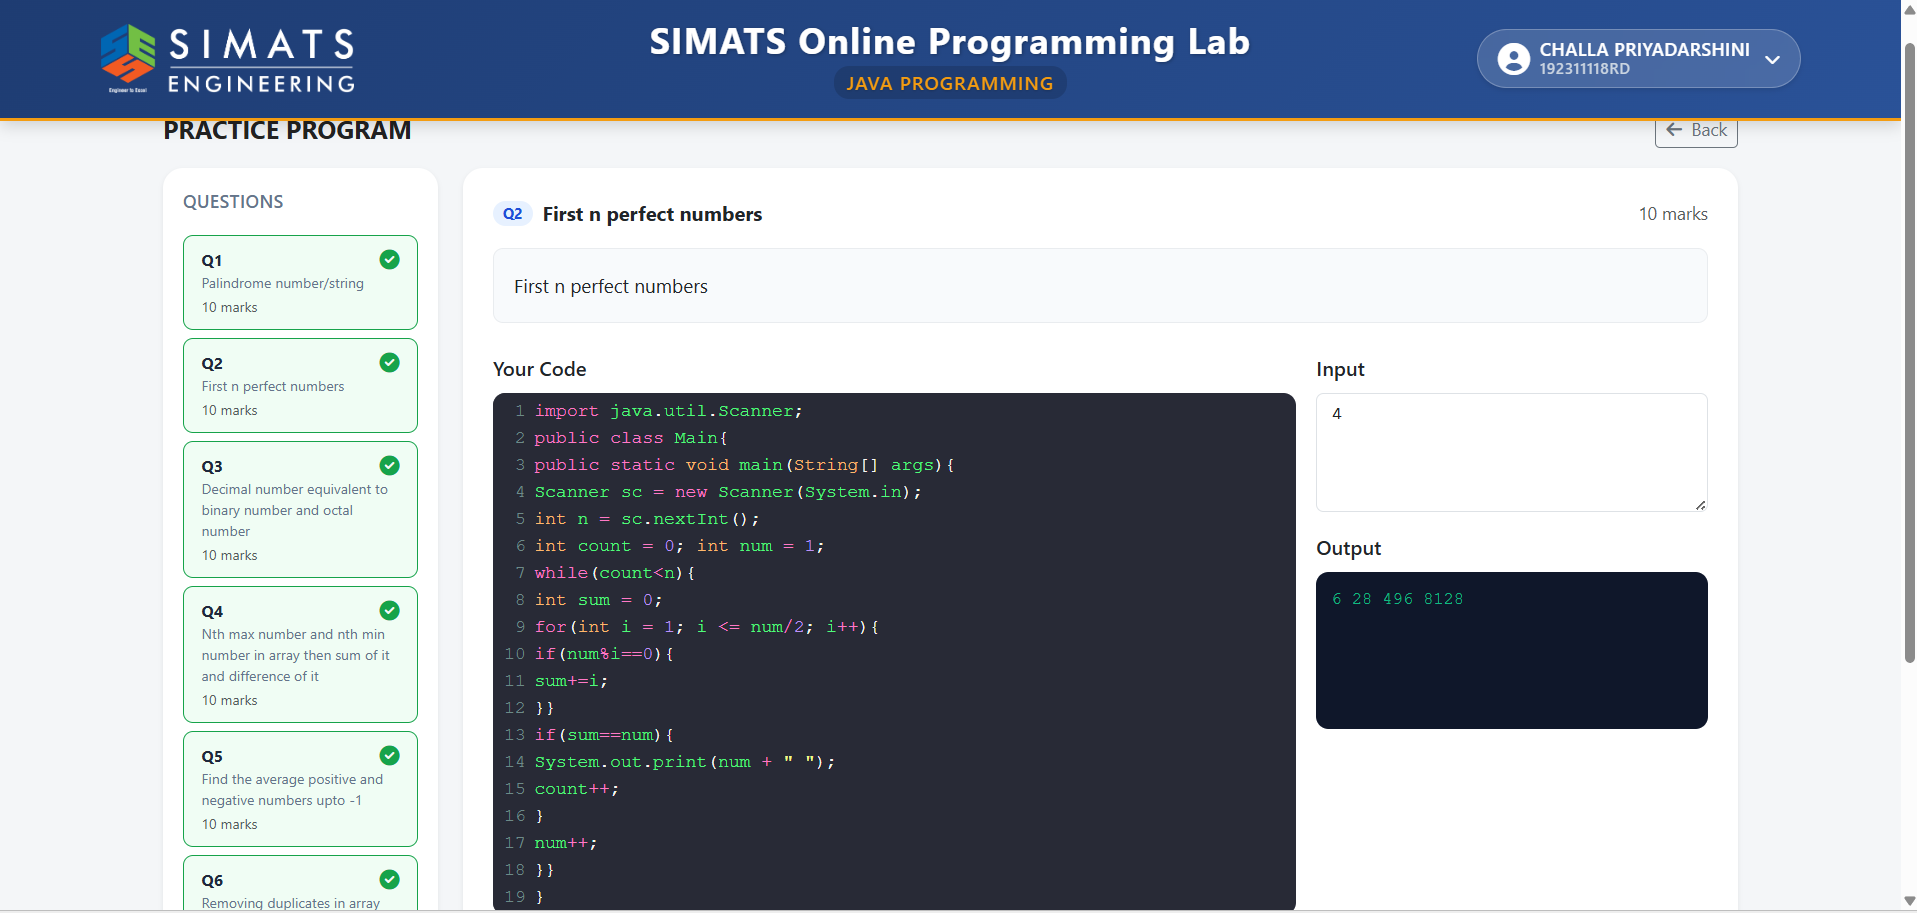 SIMATS
ENGINEERING
Engineer to Excel
SIMATS Online Programming Lab
JAVA PROGRAMMING
CHALLA PRIYADARSHINI
192311118RD
PRACTICE PROGRAM
Back
QUESTIONS
Q1
Palindrome number/string
10 marks
Q2
First n perfect numbers
10 marks
Q3
Decimal number equivalent to
binary number and octal
number
10 marks
Q4
Nth max number and nth min
number in array then sum of it
and difference of it
10 marks
Q5
Find the average positive and
negative numbers upto -1
10 marks
Q6
Removing duplicates in array
Q2 First n perfect numbers
10 marks
First n perfect numbers
Your Code
1 import java.util.Scanner;
2 public class Main{
3 public static void main(String[] args){
4 Scanner sc = new Scanner(System.in);
5 int n = sc.nextInt();
6 int count = 0; int num = 1;
7 while(count<n){
8 int sum = 0;
9 for(int i = 1; i <= num/2; i++){
10 if(num%i==0){
11 sum+=i;
12 }}
13 if(sum==num){
14 System.out.print(num + " ");
15 count++;
16 }
17 num++;
18 }}
19 }
Input
4
Output
6 28 496 8128